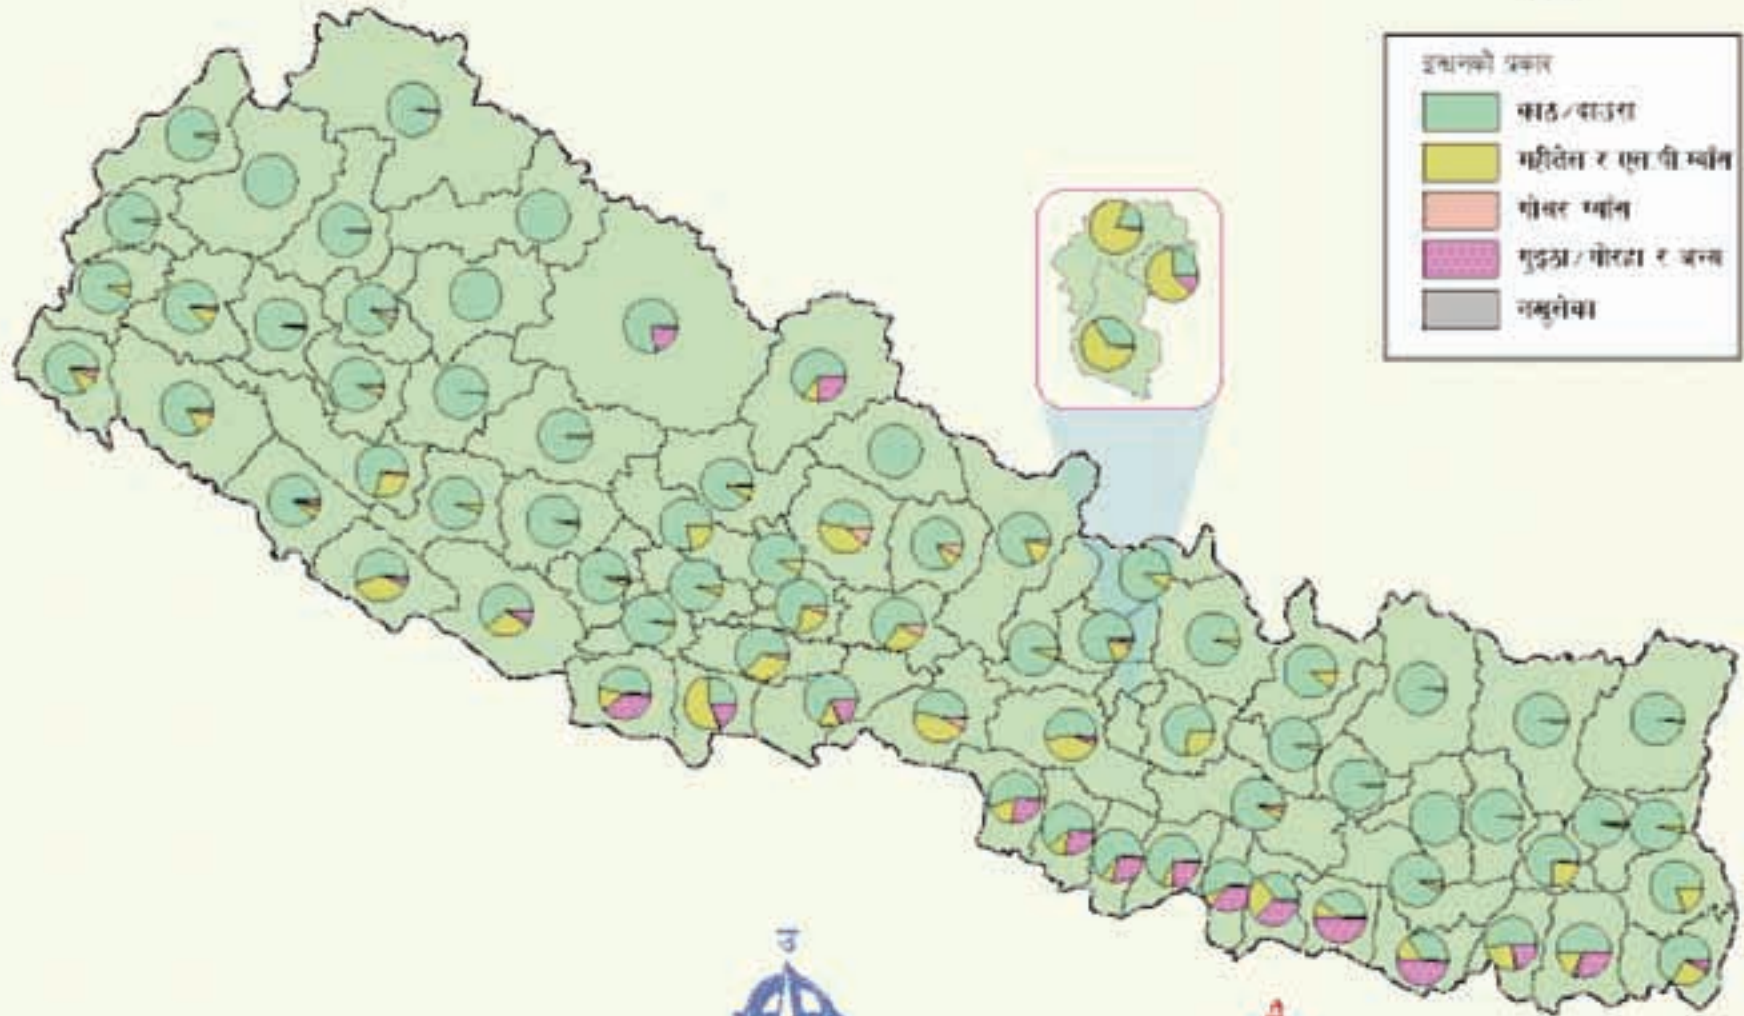 इन्धनको प्रकार
काठ/दाउरा
मट्टीतेल र एल.पी ग्याँस
गोबर ग्याँस
गुइठा/गोरहा र अन्य
नखुलेका
उ